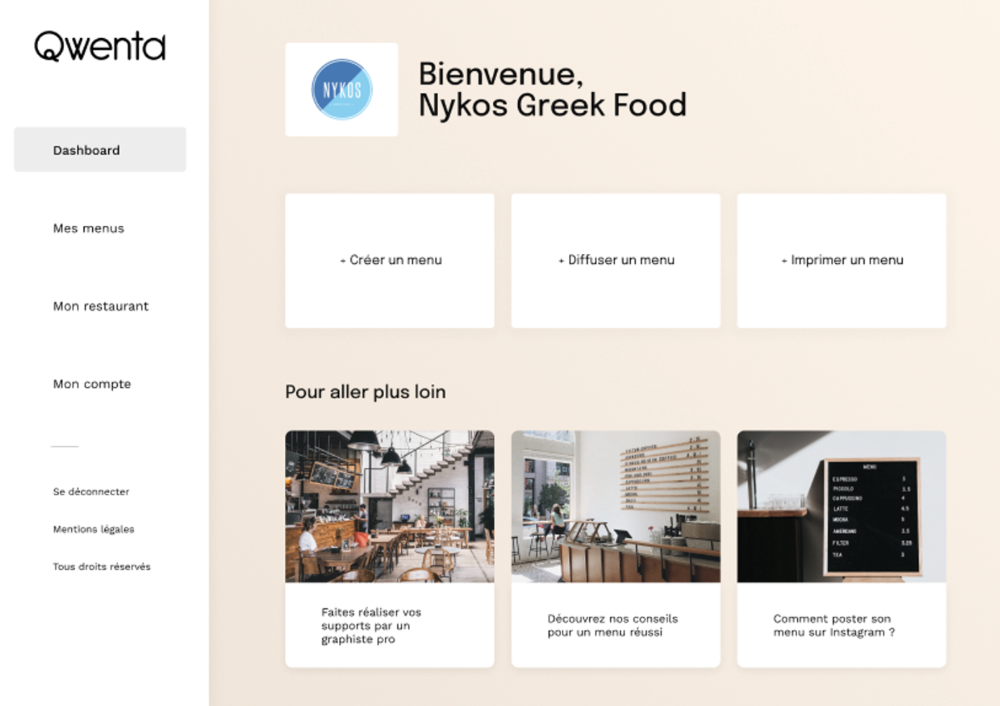 Qwenta
Dashboard
Mes menus
Mon restaurant
Mon compte
Se déconnecter
Mentions légales
Tous droits réservés
NYKOS
Bienvenue,
Nykos Greek Food
+ Créer un menu
+ Diffuser un menu
+ Imprimer un menu
Pour aller plus loin
MENU
ESPRESSO 3
PICCOLO 3.5
CAPPUCCINO 4
LATTE 4.5
MOCHA 5
AMERICANO 3.5
FILTER
TEA 3
Faites réaliser vos
supports par un
graphiste pro
Découvrez nos conseils
pour un menu réussi
Comment poster son
menu sur Instagram ?